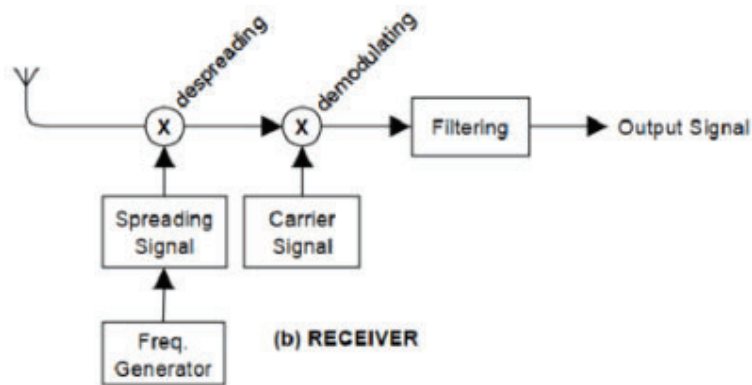 despreading
demodulating
X
X
Filtering
Output Signal
Spreading
Signal
Carrier
Signal
Freq.
Generator
(b) RECEIVER